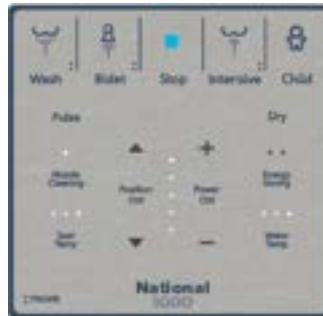 Wash Bidet Stop Intensive Child
Pulse Dry
Nozzle Cleaning Position Ctrl Power Ctrl Energy Saving
Seat Temp Water Temp
National
1000